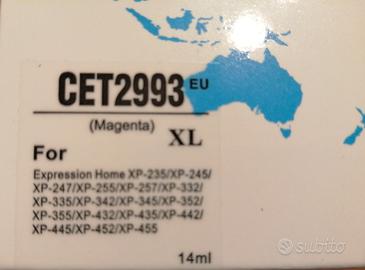 CET2993 EU
(Magenta)
XL
For
Expression Home XP-235/XP-245/
XP-247/XP-255/XP-257/XP-332/
XP-335/XP-342/XP-345/XP-352/
XP-355/XP-432/XP-435/XP-442/
XP-445/XP-452/XP-455
14ml
subito